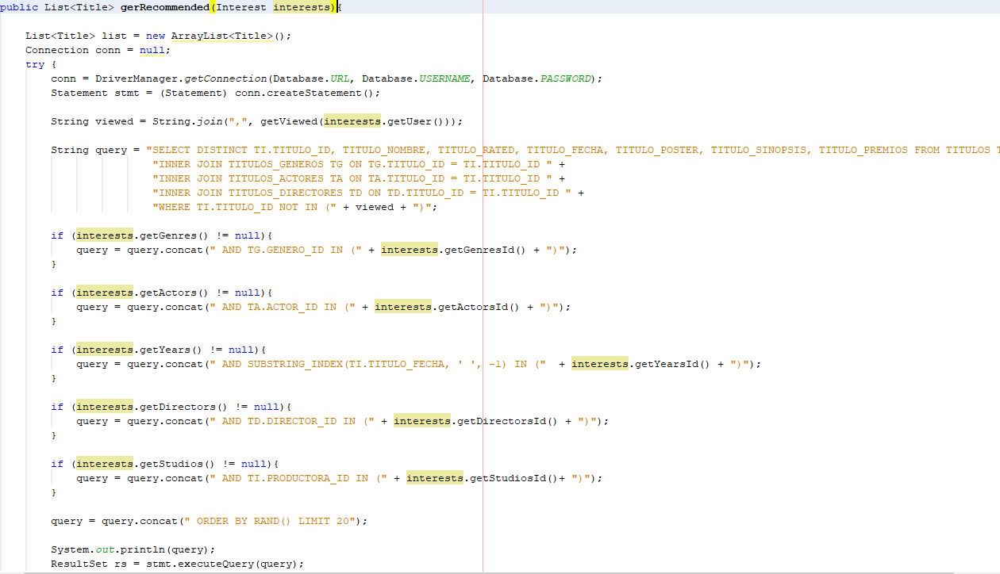 public List<Title> gerRecommended(Interest interests){
List<Title> list = new ArrayList<Title>();
Connection conn = null;
try {
conn = DriverManager.getConnection(Database.URL, Database.USERNAME, Database.PASSWORD);
Statement stmt = (Statement) conn.createStatement();
String viewed = String.join(",", getViewed(interests.getUser()));
String query = "SELECT DISTINCT TI.TITULO_ID, TITULO_NOMBRE, TITULO_RATED, TITULO_FECHA, TITULO_POSTER, TITULO_SINOPSIS, TITULO_PREMIOS FROM TITULOS T
"INNER JOIN TITULOS_GENEROS TG ON TG.TITULO_ID = TI.TITULO_ID " +
"INNER JOIN TITULOS_ACTORES TA ON TA.TITULO_ID = TI.TITULO_ID " +
"INNER JOIN TITULOS_DIRECTORES TD ON TD.TITULO_ID = TI.TITULO_ID " +
"WHERE TI.TITULO_ID NOT IN (" + viewed + ")";
if (interests.getGenres() != null){
query = query.concat(" AND TG.GENERO_ID IN (" + interests.getGenresId() + ")");
}
if (interests.getActors() != null){
query = query.concat(" AND TA.ACTOR_ID IN (" + interests.getActorsId() + ")");
}
if (interests.getYears() != null){
query = query.concat(" AND SUBSTRING_INDEX(TI.TITULO_FECHA, ' ', -1) IN ("  + interests.getYearsId() + ")");
}
if (interests.getDirectors() != null){
query = query.concat(" AND TD.DIRECTOR_ID IN (" + interests.getDirectorsId() + ")");
}
if (interests.getStudios() != null){
query = query.concat(" AND TI.PRODUCTORA_ID IN (" + interests.getStudiosId()+ ")");
}
query = query.concat(" ORDER BY RAND() LIMIT 20");
System.out.println(query);
ResultSet rs = stmt.executeQuery(query);